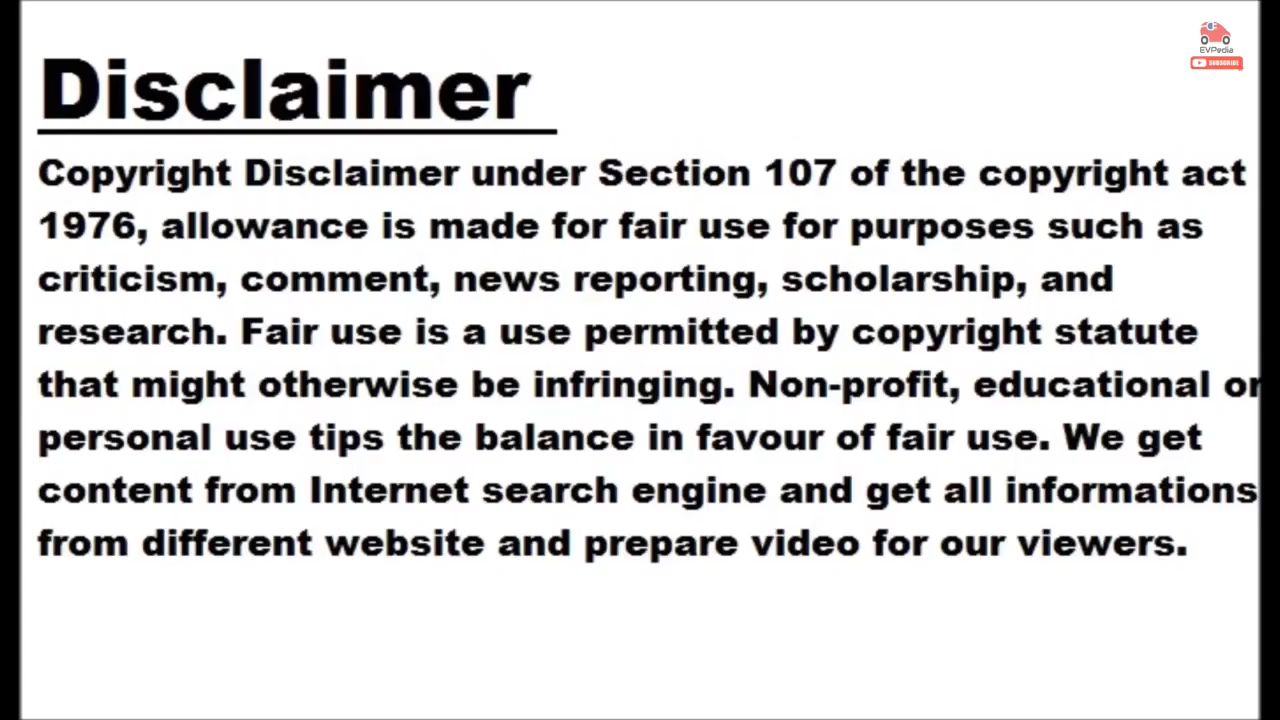 EVPedia
SUBSCRIBE
Disclaimer
Copyright Disclaimer under Section 107 of the copyright act
1976, allowance is made for fair use for purposes such as
criticism, comment, news reporting, scholarship, and
research. Fair use is a use permitted by copyright statute
that might otherwise be infringing. Non-profit, educational or
personal use tips the balance in favour of fair use. We get
content from Internet search engine and get all informations
from different website and prepare video for our viewers.